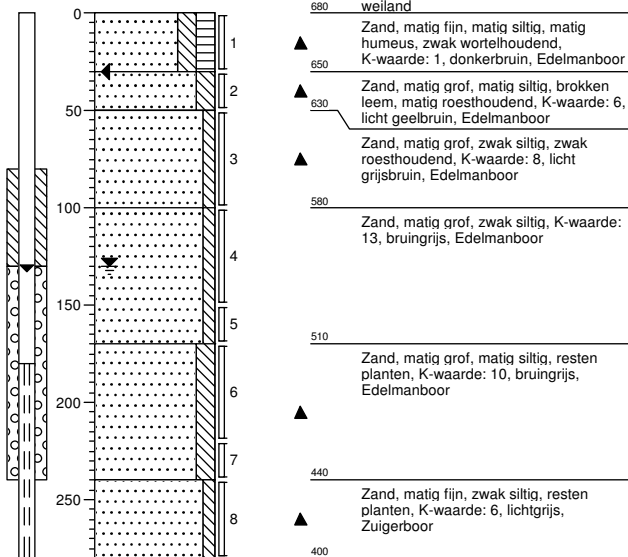 680
weiland
0
1
Zand, matig fijn, matig siltig, matig
humeus, zwak wortelhoudend,
K-waarde: 1, donkerbruin, Edelmanboor
650
2
Zand, matig grof, matig siltig, brokken
leem, matig roesthoudend, K-waarde: 6,
licht geelbruin, Edelmanboor
50
630
3
Zand, matig grof, zwak siltig, zwak
roesthoudend, K-waarde: 8, licht
grijsbruin, Edelmanboor
100
580
4
Zand, matig grof, zwak siltig, K-waarde:
13, bruingrijs, Edelmanboor
150
5
510
6
Zand, matig grof, matig siltig, resten
planten, K-waarde: 10, bruingrijs,
Edelmanboor
200
7
440
250
8
Zand, matig fijn, zwak siltig, resten
planten, K-waarde: 6, lichtgrijs,
Zuigerboor
400